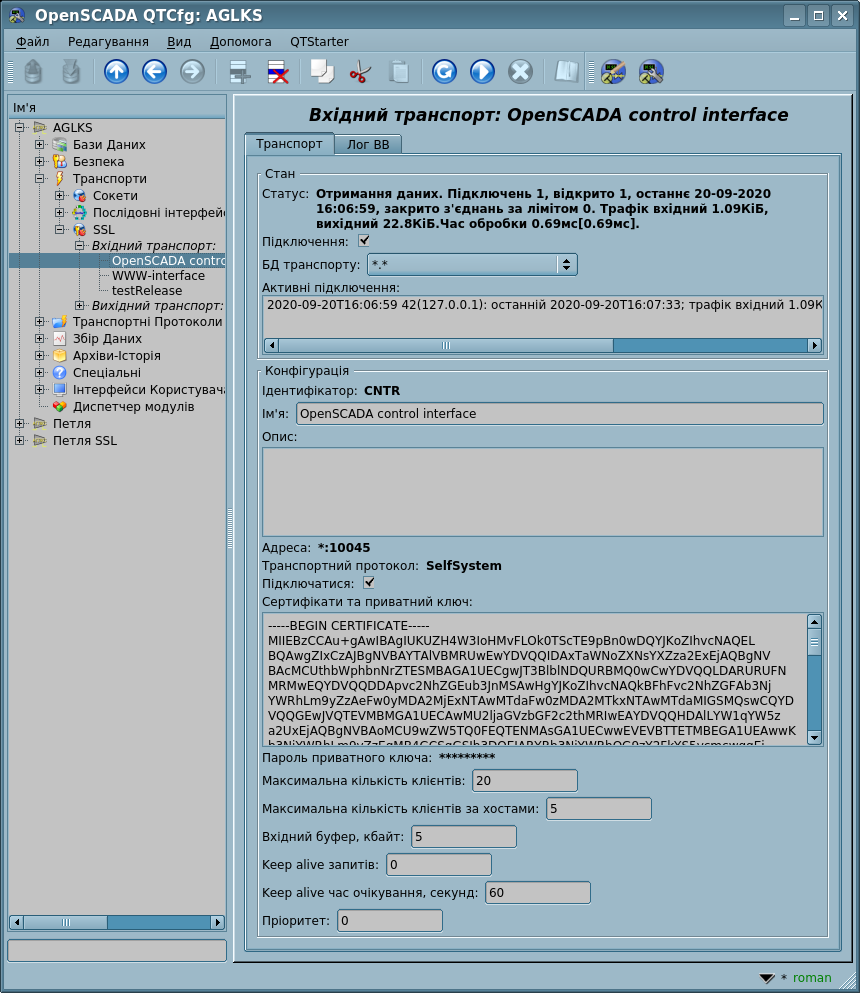 OpenSCADA QTCfg: AGLKS
Файл Редагування Вид Допомога QTStarter
Ім'я
AGLKS
Бази Даних
Безпека
Транспорти
Сокети
Послідовні інтерфей
SSL
Вхідний транспорт:
OpenSCADA contro
WWW-interface
testRelease
Вихідний транспорт:
Транспортні Протоколи
Збір Даних
Архіви-Історія
Спеціальні
Інтерфейси Користувача
Диспетчер модулів
Петля
Петля SSL
Вхідний транспорт: OpenSCADA control interface
Транспорт Лог ВВ
Стан
Статус: Отримання даних. Підключень 1, відкрито 1, останнє 20-09-2020
16:06:59, закрито з'єднань за лімітом 0. Трафік вхідний 1.09КіБ,
вихідний 22.8КіБ.Час обробки 0.69мс[0.69мс].
Підключення:
БД транспорту: *.*
Активні підключення:
2020-09-20T16:06:59 42(127.0.0.1): останній 2020-09-20T16:07:33; трафік вхідний 1.09К
Конфігурація
Ідентифікатор: CNTR
Ім'я: OpenSCADA control interface
Опис:
Адреса: *:10045
Транспортний протокол: SelfSystem
Підключатися:
Сертифікати та приватний ключ:
-----BEGIN CERTIFICATE-----
MIIEBzCCAu+gAwIBAgIUKUZH4W3IoHMvFLOk0TScTE9pBn0wDQYJKoZIhvcNAQEL
BQAwgZIxCzAJBgNVBAYTAlVBMRUwEwYDVQQIDAxTaWNoZXNsYXZza2ExEjAQBgNV
BAcMCUthbWphbnNrZTESMBAGA1UECgwJT3BlblNDQURBMQ0wCwYDVQQLDARURUFN
MRMwEQYDVQQDDApvc2NhZGEub3JnMSAwHgYJKoZIhvcNAQkBFhFvc2NhZGFAb3Nj
YWRhLm9yZzAeFw0yMDA2MjExNTAwMTdaFw0zMDA2MTkxNTAwMTdaMIGSMQswCQYD
VQQGEwJVQTEVMBMGA1UECAwMU2ljaGVzbGF2c2thMRIwEAYDVQQHDAlLYW1qYW5z
a2UxEjAQBgNVBAoMCU9wZW5TQ0FEQTENMAsGA1UECwwEVEVBTTETMBEGA1UEAwwK
Пароль приватного ключа: *********
Максимальна кількість клієнтів: 20
Максимальна кількість клієнтів за хостами: 5
Вхідний буфер, кбайт: 5
Keep alive запитів: 0
Keep alive час очікування, секунд: 60
Пріоритет: 0
* roman